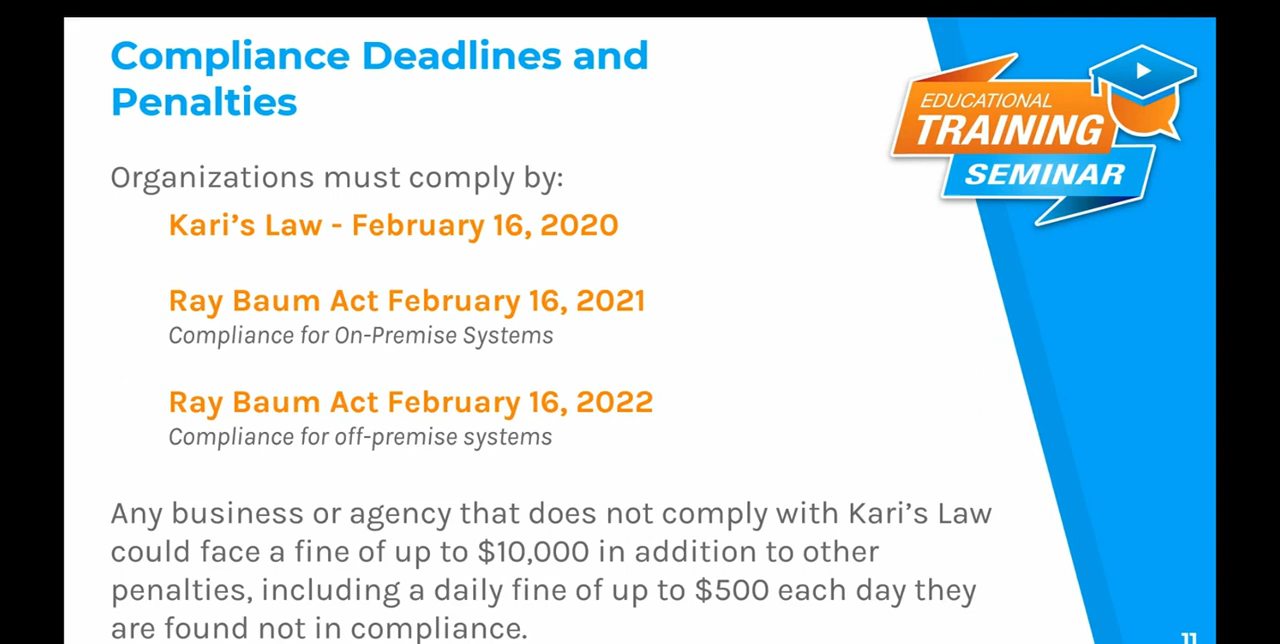 Compliance Deadlines and
Penalties
EDUCATIONAL
TRAINING
SEMINAR
Organizations must comply by:
Kari’s Law - February 16, 2020
Ray Baum Act February 16, 2021
Compliance for On-Premise Systems
Ray Baum Act February 16, 2022
Compliance for off-premise systems
Any business or agency that does not comply with Kari’s Law
could face a fine of up to $10,000 in addition to other
penalties, including a daily fine of up to $500 each day they
are found not in compliance.
11